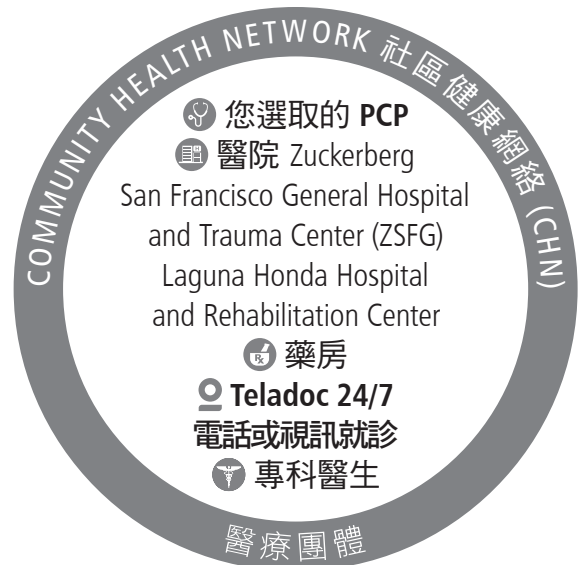 COMMUNITY HEALTH NETWORK 社區健康網絡 (CHN)
您選取的 PCP
醫院 Zuckerberg
San Francisco General Hospital
and Trauma Center (ZSFG)
Laguna Honda Hospital
and Rehabilitation Center
Rx 藥房
Teladoc 24/7
電話或視訊就診
專科醫生
醫療團體